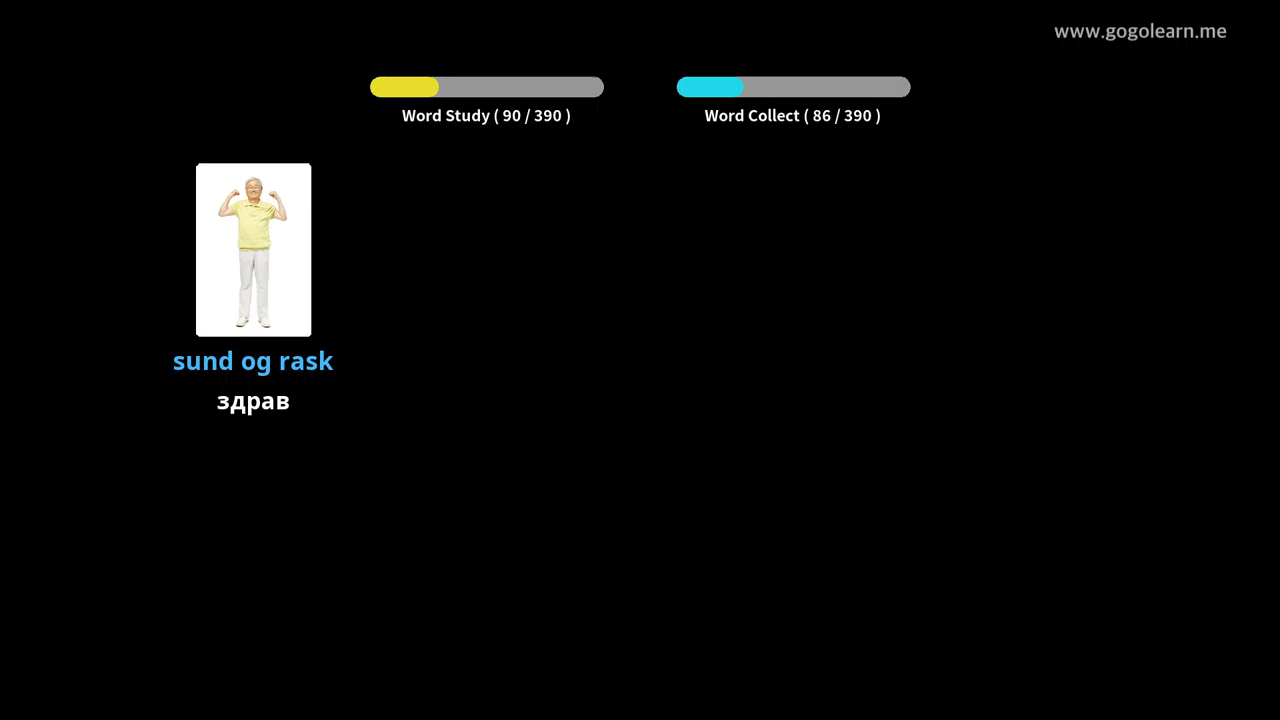 www.gogolearn.me
Word Study ( 90 / 390 )
Word Collect ( 86 / 390 )
sund og rask
здрав